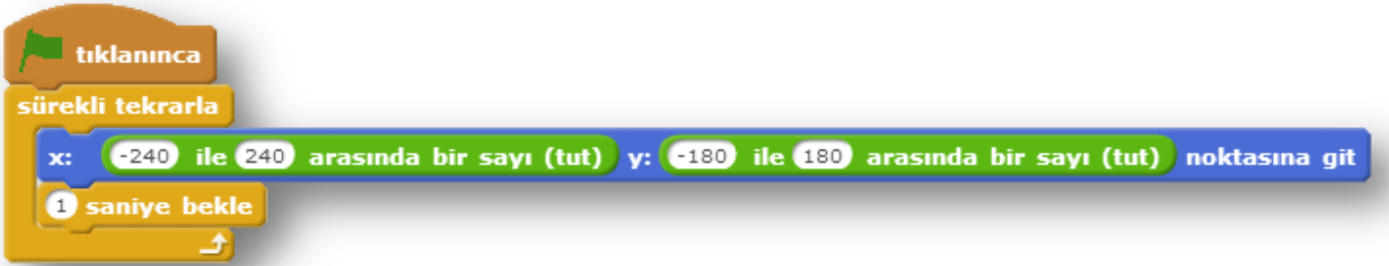 tıklanınca
sürekli tekrarla
x: -240 ile 240 arasında bir sayı (tut) y: -180 ile 180 arasında bir sayı (tut) noktasına git
1 saniye bekle